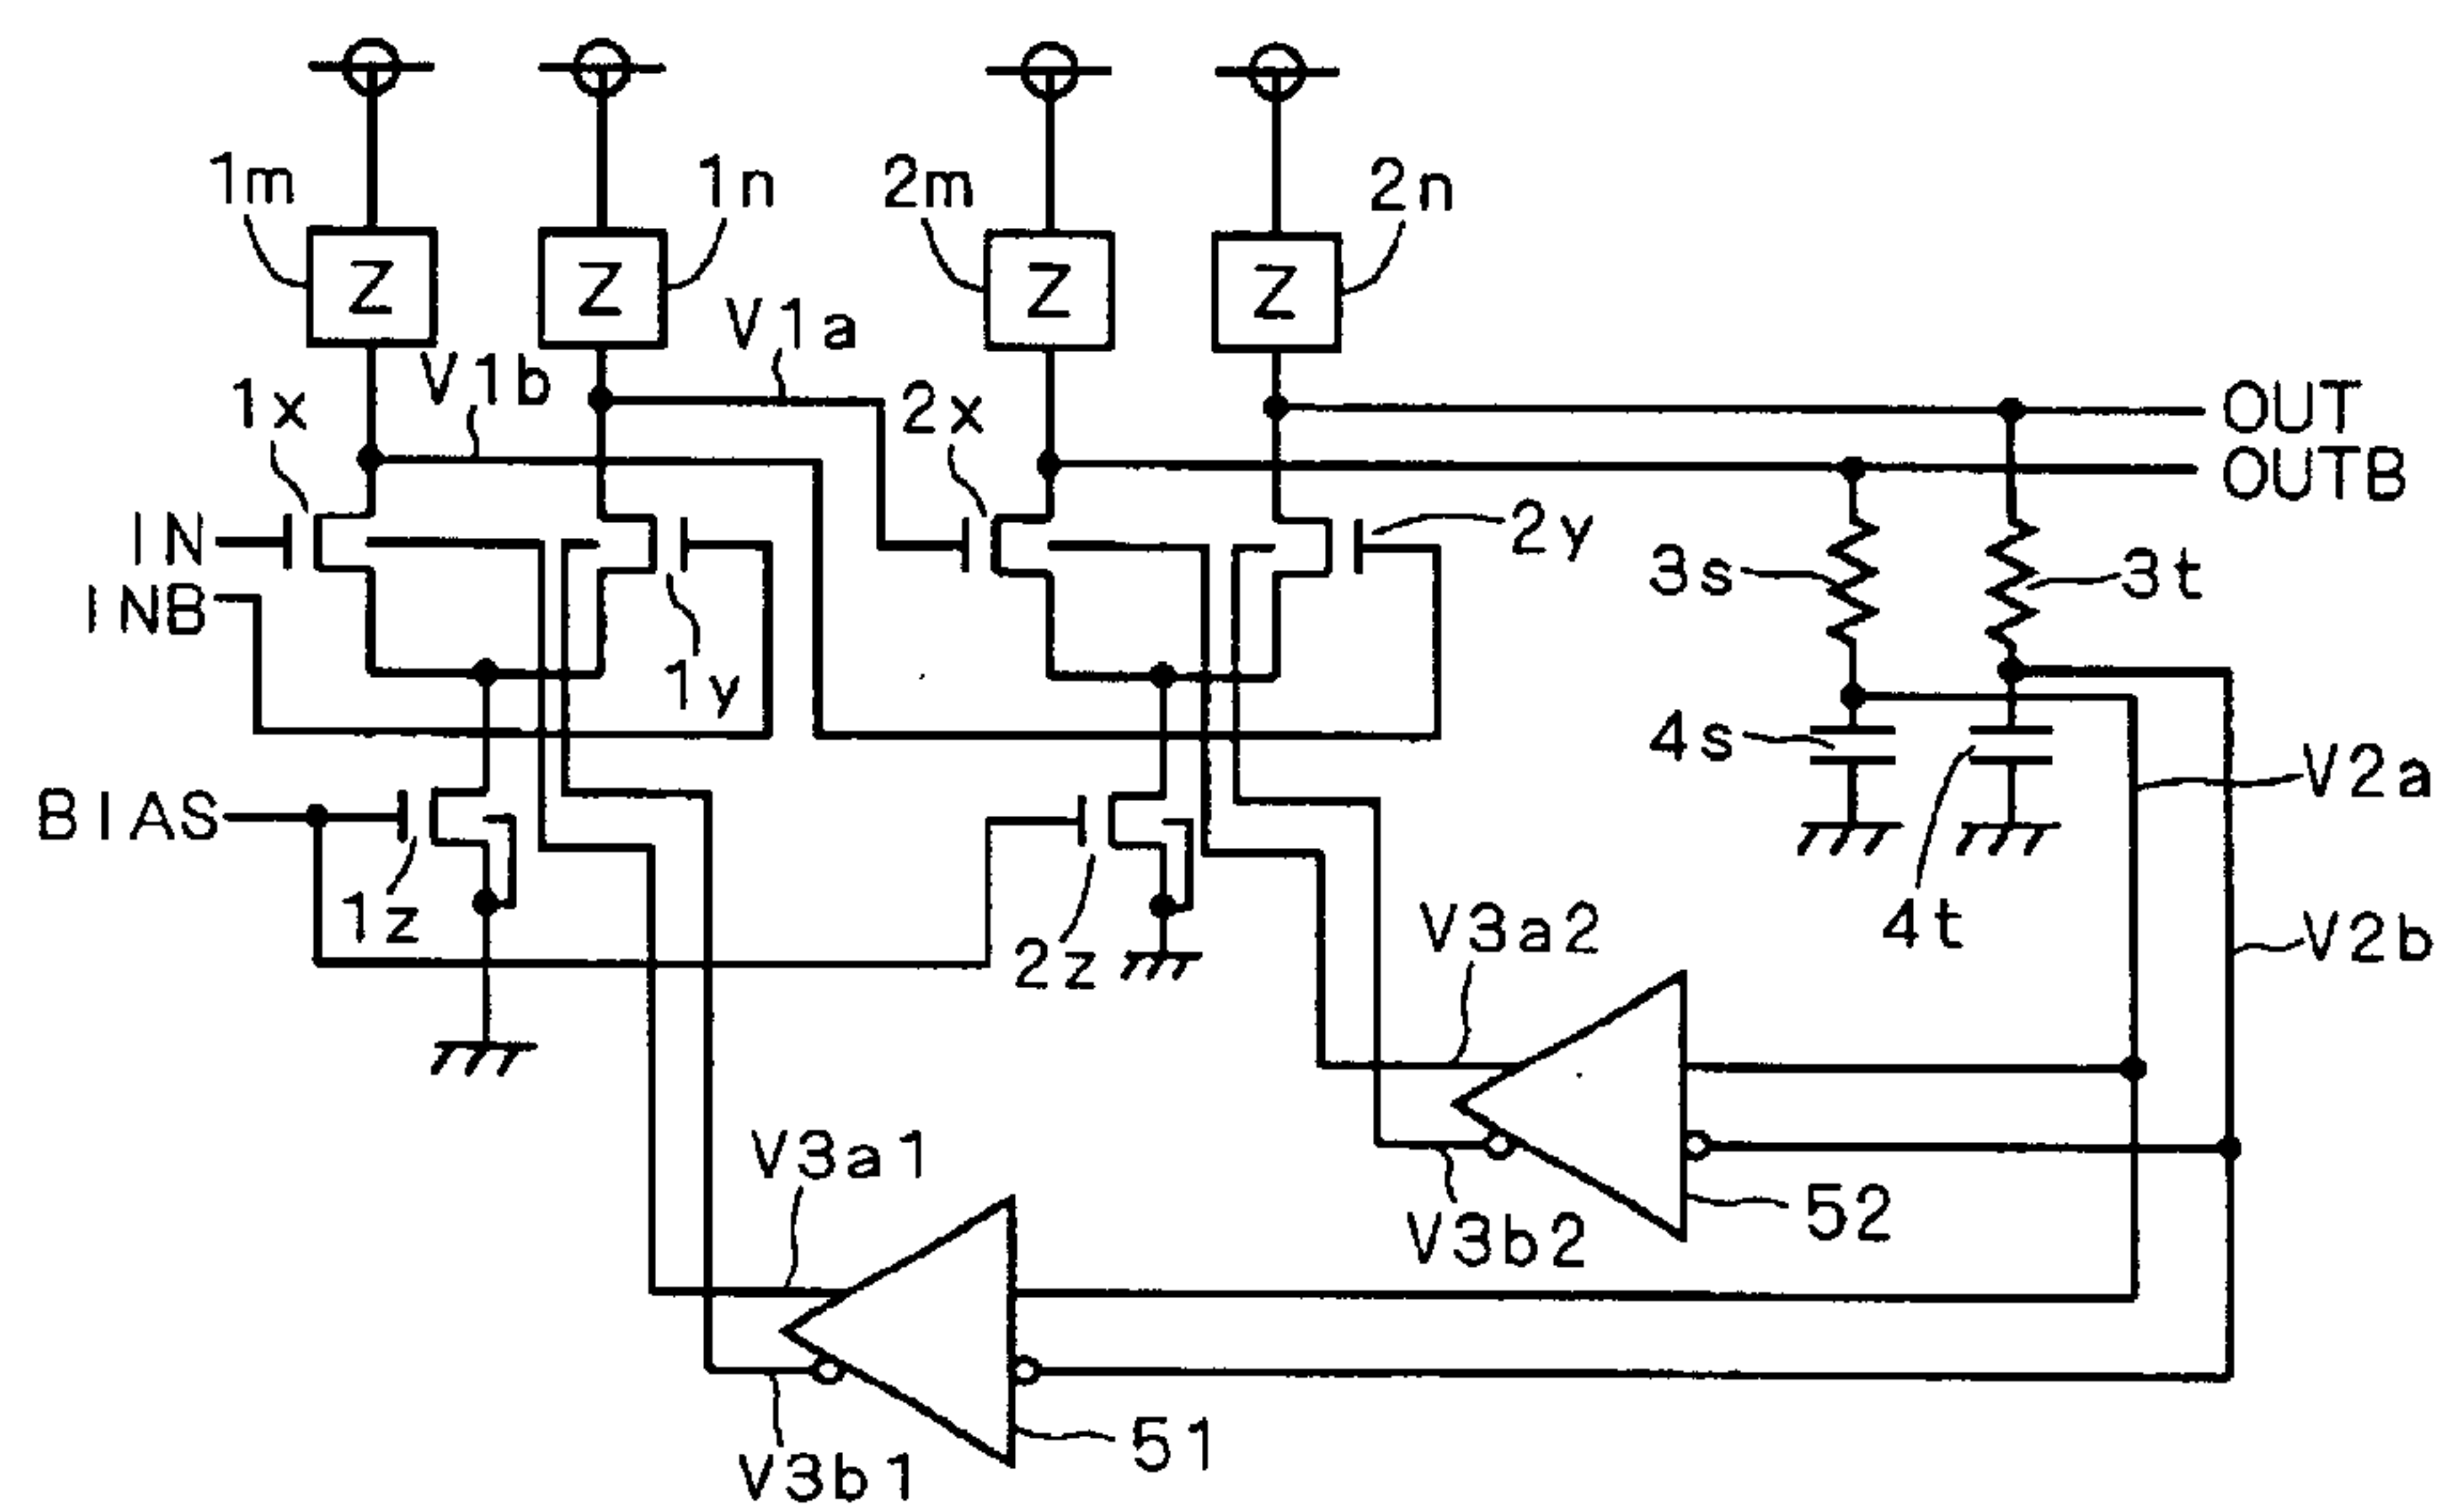 1m
1n
2m
2n
Z
Z
Z
Z
V1a
V1b
1x
2x
OUT
OUTB
IN
2y
3s
3t
INB
1y
4s
V2a
BIAS
1z
2z
V3a2
4t
V2b
V3a1
V3b2
52
V3b1
51